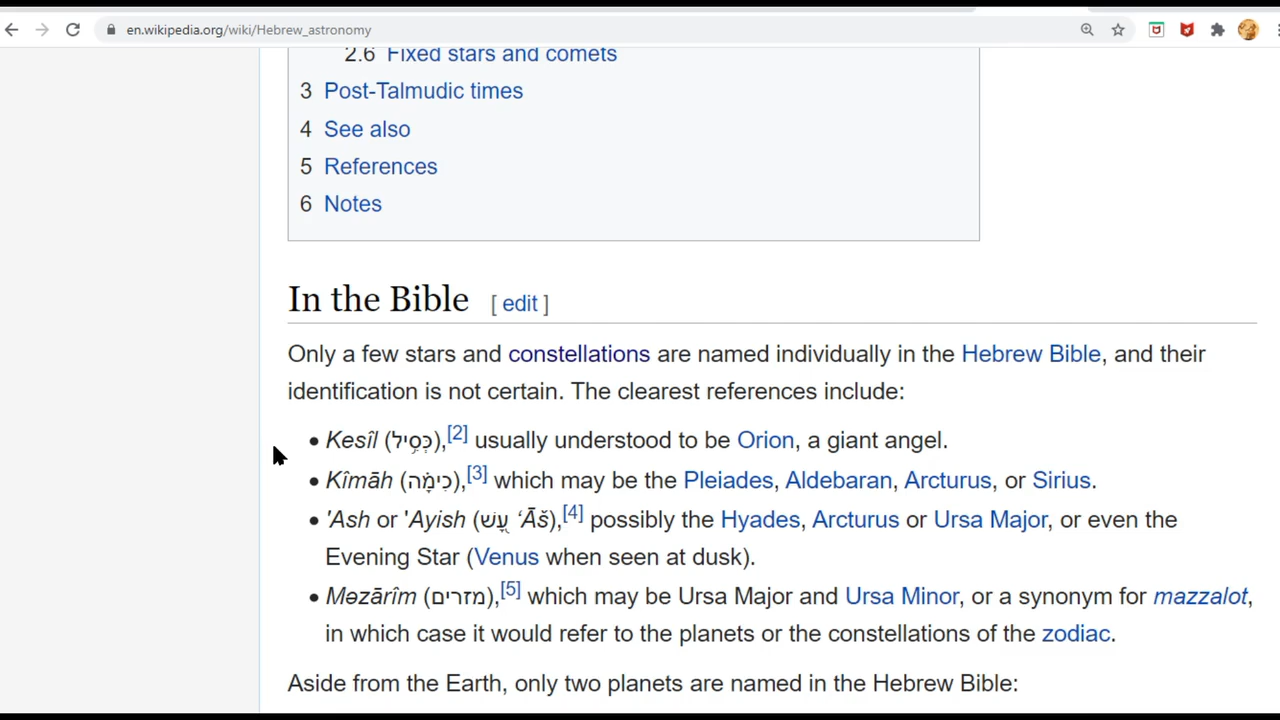 en.wikipedia.org/wiki/Hebrew_astronomy
2.6 Fixed stars and comets
3 Post-Talmudic times
4 See also
5 References
6 Notes
In the Bible [ edit ]
Only a few stars and constellations are named individually in the Hebrew Bible, and their
identification is not certain. The clearest references include:
• Kesîl (כְּסִ֥יל),[2] usually understood to be Orion, a giant angel.
• Kîmāh (כִימָ֗ה),[3] which may be the Pleiades, Aldebaran, Arcturus, or Sirius.
• 'Ash or 'Ayish (עָ֭שׁ ‘Āš),[4] possibly the Hyades, Arcturus or Ursa Major, or even the
Evening Star (Venus when seen at dusk).
• Məzārîm (מזרים),[5] which may be Ursa Major and Ursa Minor, or a synonym for mazzalot,
in which case it would refer to the planets or the constellations of the zodiac.
Aside from the Earth, only two planets are named in the Hebrew Bible: